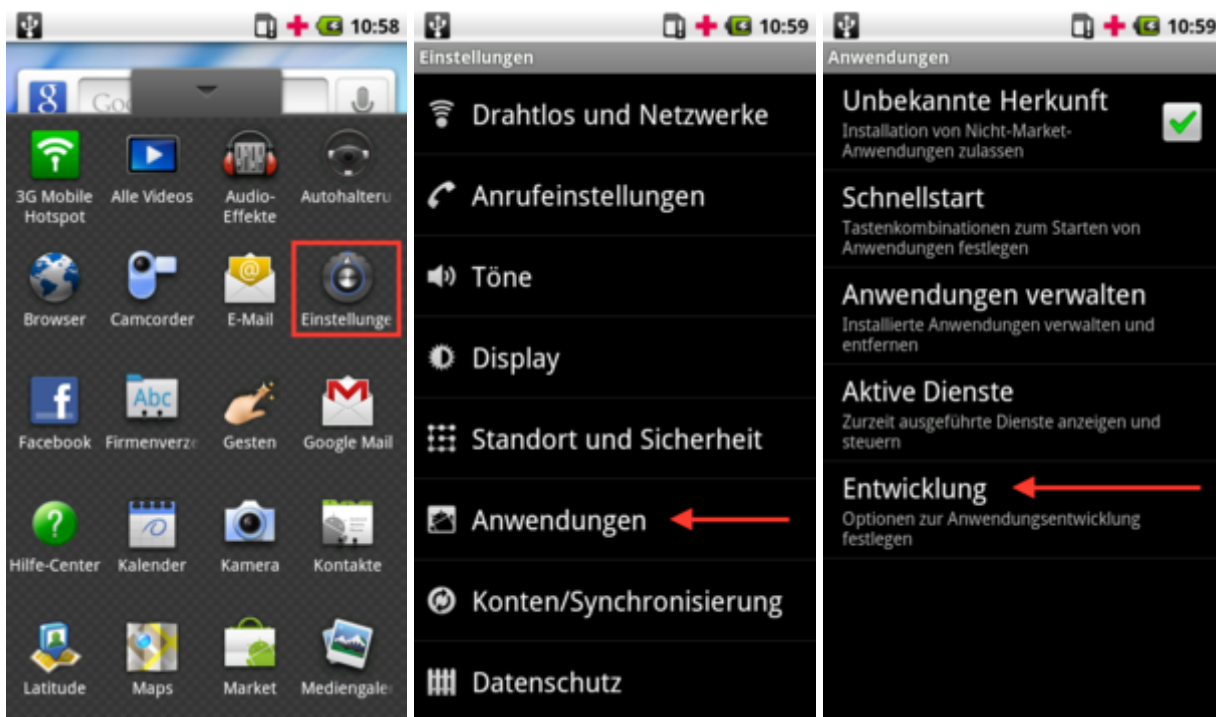 10:58
Goo
3G Mobile Hotspot
Alle Videos
Audio-Effekte
Autohalteru
Browser
Camcorder
E-Mail
Einstellunge
Facebook
Abc
Firmenverze
Gesten
Google Mail
Hilfe-Center
Kalender
Kamera
Kontakte
Latitude
Maps
Market
Mediengaler
10:59
Einstellungen
Drahtlos und Netzwerke
Anrufeinstellungen
Töne
Display
Standort und Sicherheit
Anwendungen
Konten/Synchronisierung
Datenschutz
10:59
Anwendungen
Unbekannte Herkunft
Installation von Nicht-Market-
Anwendungen zulassen
Schnellstart
Tastenkombinationen zum Starten von
Anwendungen festlegen
Anwendungen verwalten
Installierte Anwendungen verwalten und
entfernen
Aktive Dienste
Zurzeit ausgeführte Dienste anzeigen und
steuern
Entwicklung
Optionen zur Anwendungsentwicklung
festlegen